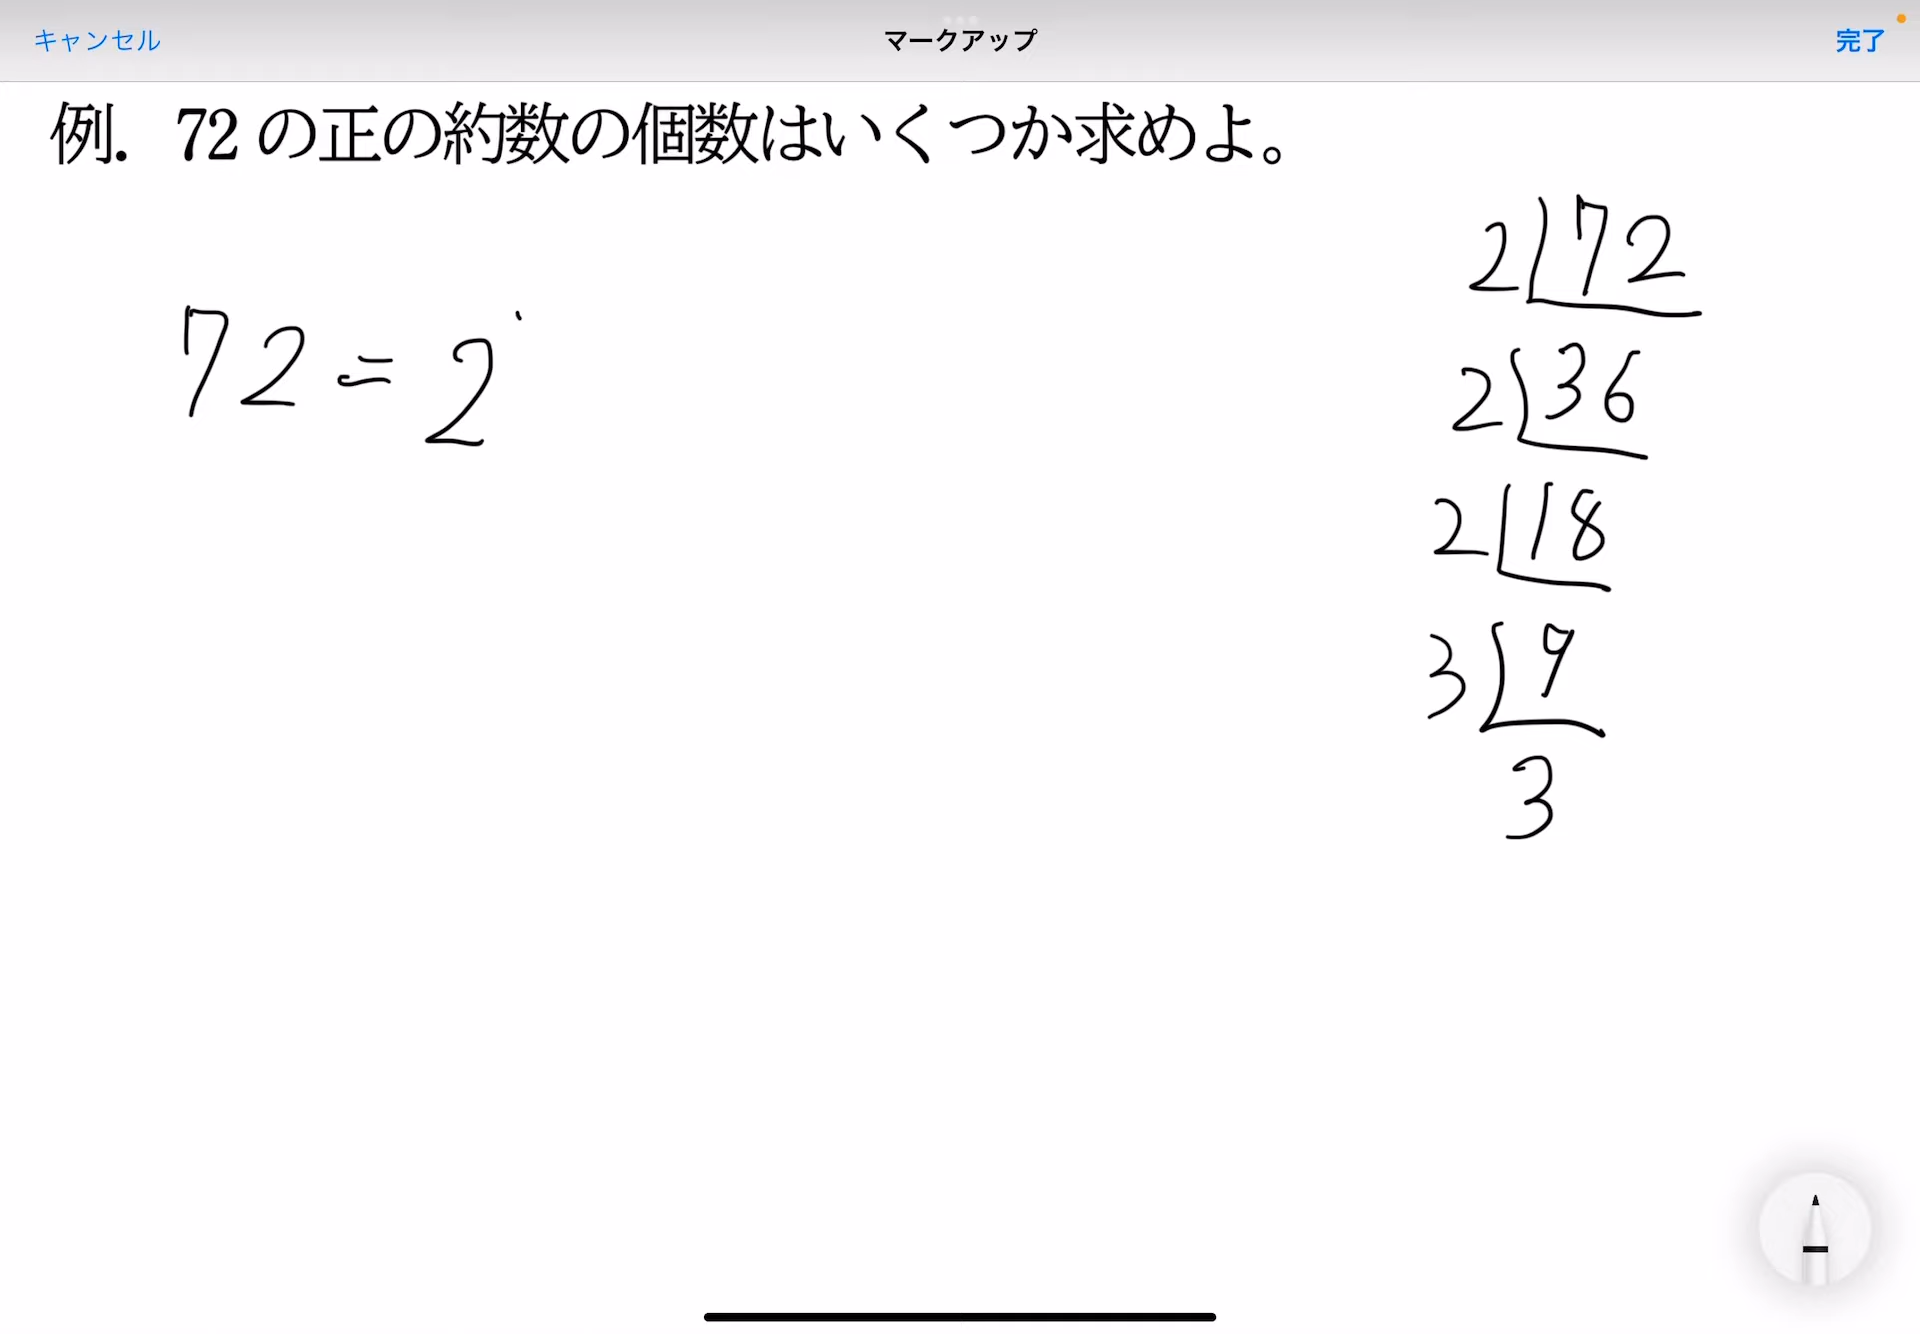 キャンセル マークアップ 完了
例. 72 の正の約数の個数はいくつか求めよ。
72 = 2
2 72
2 36
2 18
3 9
3